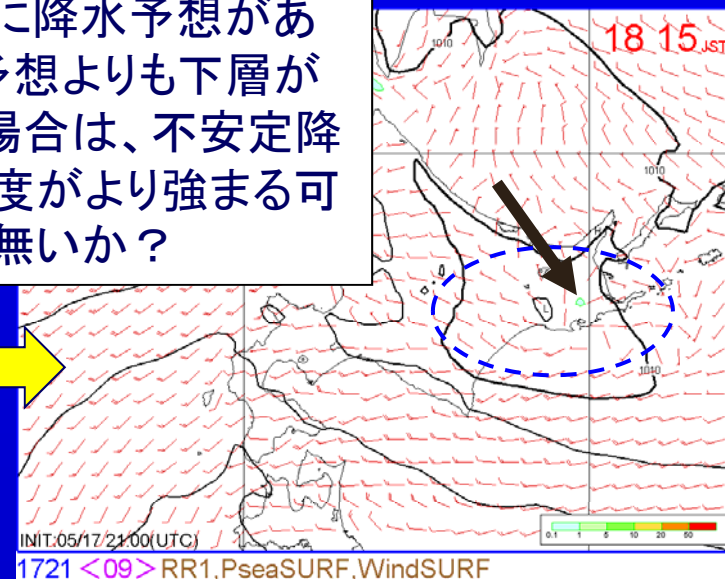 に降水予想があ
予想よりも下層が
場合は、不安定降
度がより強まる可
無いか？
18 15JST
1010
1010
1010
INIT:05/17 21:00(UTC)
0.1 1 5 10 20 50
1721 <09> RR1,PseaSURF,WindSURF